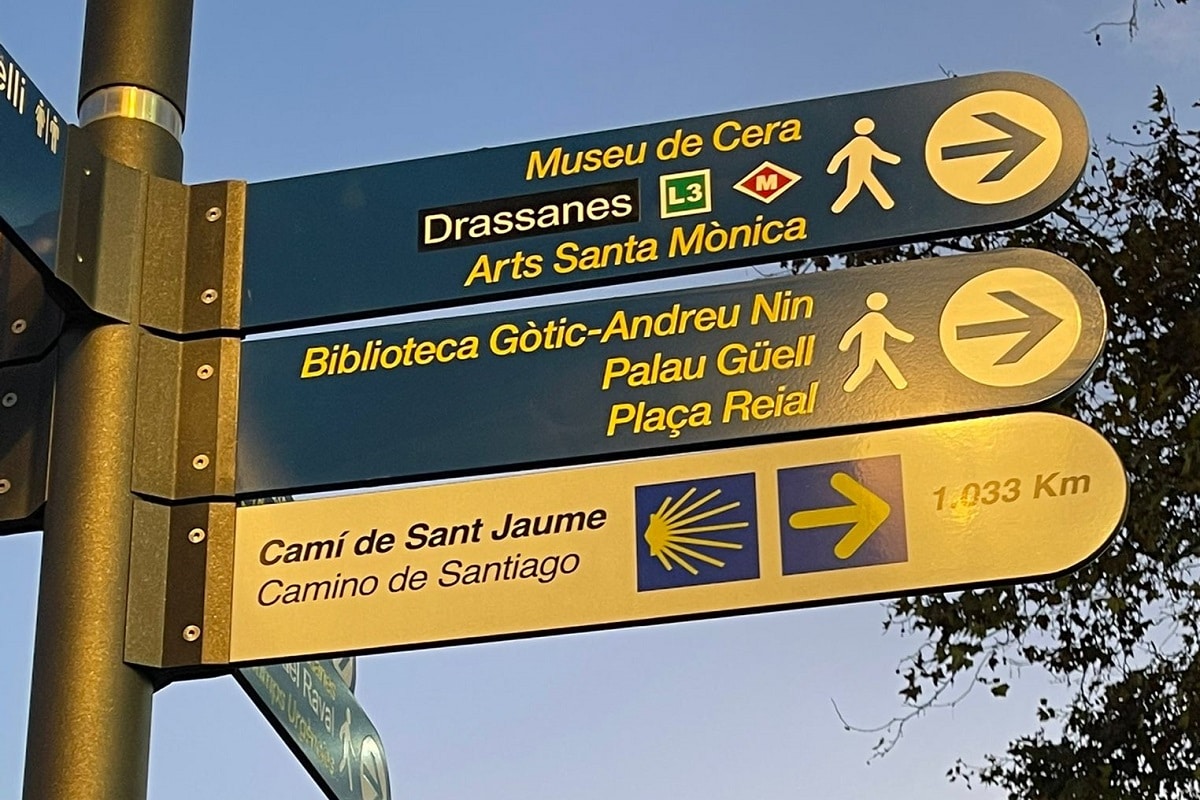 Museu de Cera
Drassanes L3 M
Arts Santa Mònica
Biblioteca Gòtic-Andreu Nin
Palau Güell
Plaça Reial
Camí de Sant Jaume
Camino de Santiago
1.033 Km
Raval